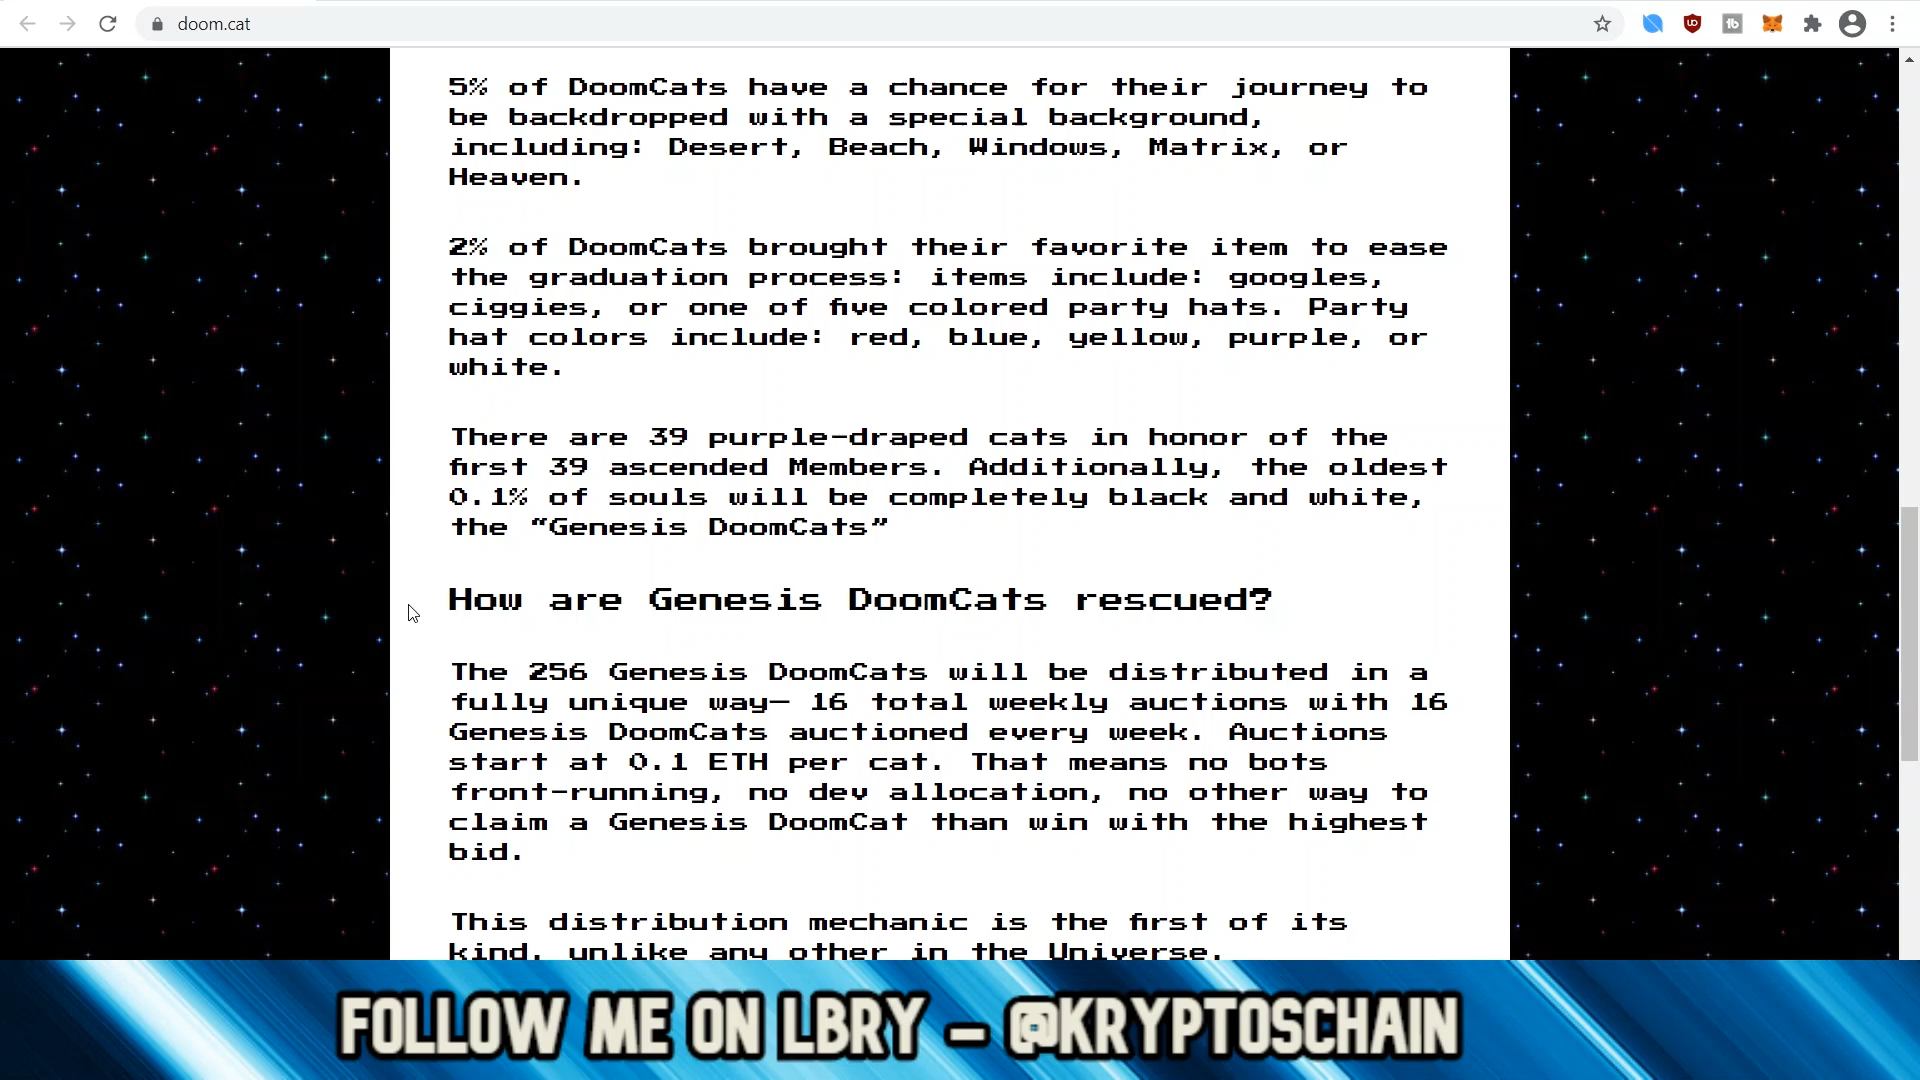 doom.cat
5% of DoomCats have a chance for their journey to
be backdropped with a special background,
including: Desert, Beach, Windows, Matrix, or
Heaven.
2% of DoomCats brought their favorite item to ease
the graduation process: items include: googles,
ciggies, or one of five colored party hats. Party
hat colors include: red, blue, yellow, purple, or
white.
There are 39 purple-draped cats in honor of the
first 39 ascended Members. Additionally, the oldest
0.1% of souls will be completely black and white,
the “Genesis DoomCats”
How are Genesis DoomCats rescued?
The 256 Genesis DoomCats will be distributed in a
fully unique way— 16 total weekly auctions with 16
Genesis DoomCats auctioned every week. Auctions
start at 0.1 ETH per cat. That means no bots
front-running, no dev allocation, no other way to
claim a Genesis DoomCat than win with the highest
bid.
This distribution mechanic is the first of its
kind, unlike any other in the Universe.
FOLLOW ME ON LBRY - @KRYPTOSCHAIN